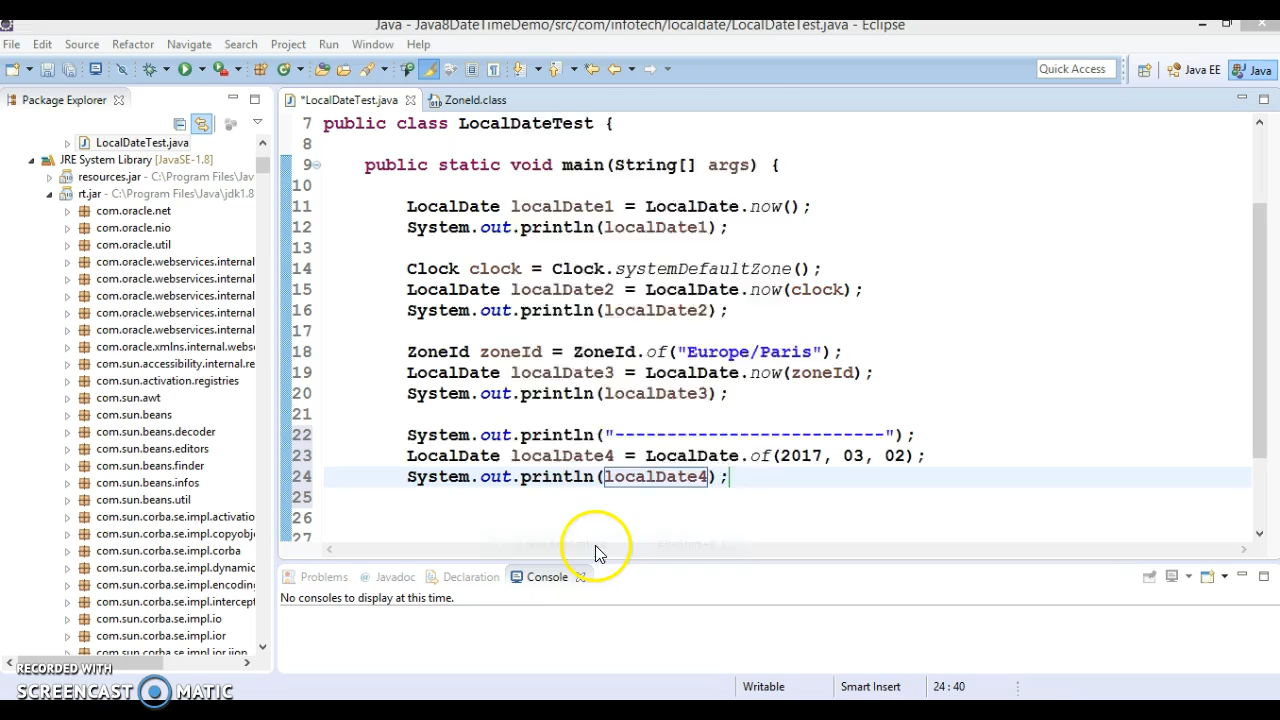 Java - Java8DateTimeDemo/src/com/infotech/localdate/LocalDateTest.java - Eclipse
File Edit Source Refactor Navigate Search Project Run Window Help
Quick Access Java EE Java
Package Explorer
*LocalDateTest.java ZoneId.class
LocalDateTest.java
JRE System Library [JavaSE-1.8]
resources.jar - C:\Program Files\Jav
rt.jar - C:\Program Files\Java\jdk1.8
com.oracle.net
com.oracle.nio
com.oracle.util
com.oracle.webservices.internal
com.oracle.webservices.internal
com.oracle.webservices.internal
com.oracle.webservices.internal
com.oracle.webservices.internal
com.oracle.xmlns.internal.webse
com.sun.accessibility.internal.re
com.sun.activation.registries
com.sun.awt
com.sun.beans
com.sun.beans.decoder
com.sun.beans.editors
com.sun.beans.finder
com.sun.beans.infos
com.sun.beans.util
com.sun.corba.se.impl.activatio
com.sun.corba.se.impl.copyobje
com.sun.corba.se.impl.corba
com.sun.corba.se.impl.dynamic
com.sun.corba.se.impl.encoding
com.sun.corba.se.impl.intercept
com.sun.corba.se.impl.io
com.sun.corba.se.impl.ior
com.sun.corba.se.impl.ior.iiop
7 public class LocalDateTest {
8
9 public static void main(String[] args) {
10
11 LocalDate localDate1 = LocalDate.now();
12 System.out.println(localDate1);
13
14 Clock clock = Clock.systemDefaultZone();
15 LocalDate localDate2 = LocalDate.now(clock);
16 System.out.println(localDate2);
17
18 ZoneId zoneId = ZoneId.of("Europe/Paris");
19 LocalDate localDate3 = LocalDate.now(zoneId);
20 System.out.println(localDate3);
21
22 System.out.println("--------------------------");
23 LocalDate localDate4 = LocalDate.of(2017, 03, 02);
24 System.out.println(localDate4);
25
26
27
Problems Javadoc Declaration Console
No consoles to display at this time.
Writable Smart Insert 24 : 40
RECORDED WITH
SCREENCAST MATIC